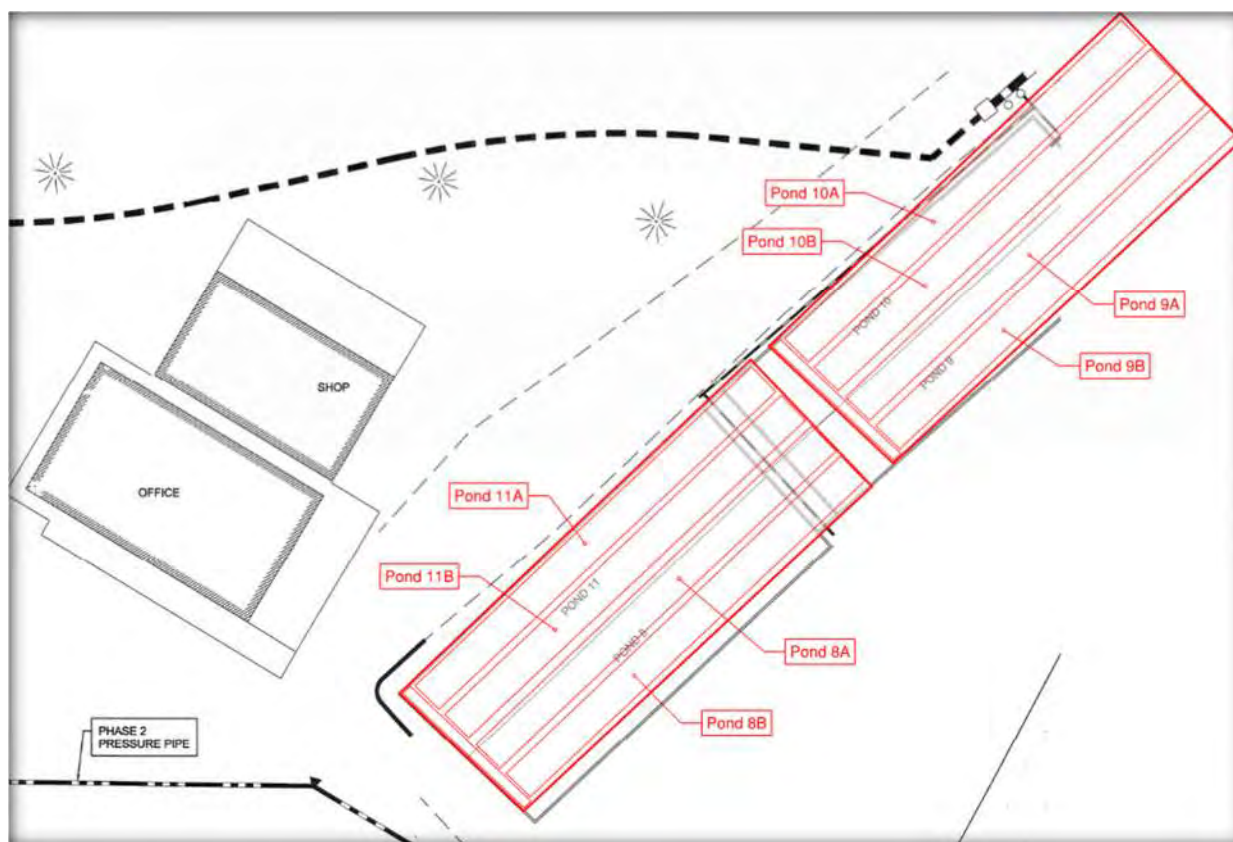 Pond 10A
Pond 10B
POND 10
Pond 9A
POND 9
Pond 9B
SHOP
OFFICE
Pond 11A
Pond 11B
POND 11
POND 8
Pond 8A
Pond 8B
PHASE 2
PRESSURE PIPE